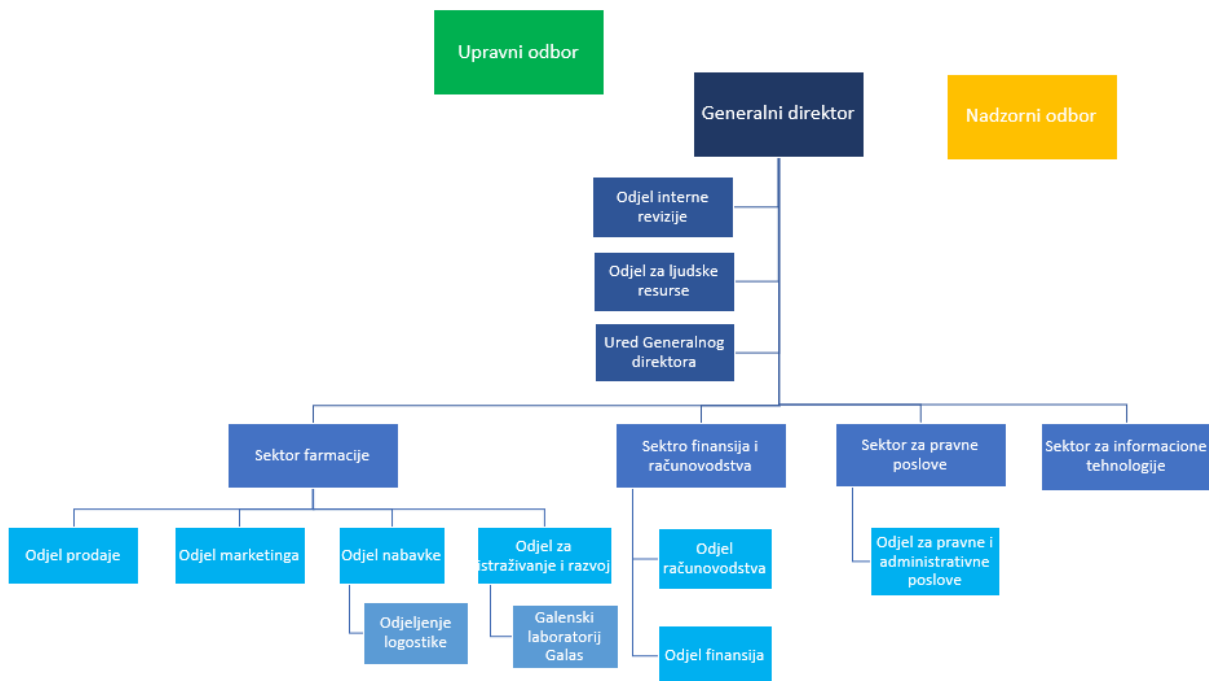 Upravni odbor
Generalni direktor
Nadzorni odbor
Odjel interne
revizije
Odjel za ljudske
resurse
Ured Generalnog
direktora
Sektor farmacije
Sektro finansija i
računovodstva
Sektor za pravne
poslove
Sektor za informacione
tehnologije
Odjel prodaje
Odjel marketinga
Odjel nabavke
Odjel za
istraživanje i razvoj
Odjel
računovodstva
Odjel za pravne i
administrativne
poslove
Odjeljenje
logostike
Galenski
laboratorij
Galas
Odjel finansija